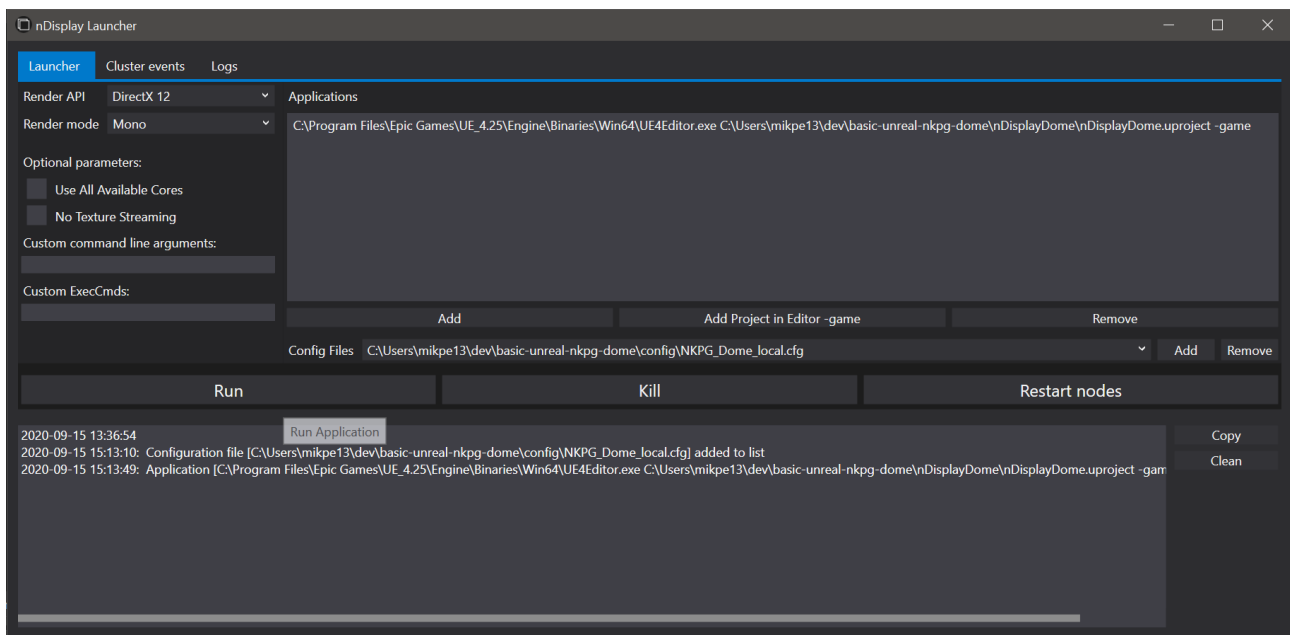 nDisplay Launcher
Launcher Cluster events Logs
Render API DirectX 12
Render mode Mono
Optional parameters:
Use All Available Cores
No Texture Streaming
Custom command line arguments:
Custom ExecCmds:
Applications
C:\Program Files\Epic Games\UE_4.25\Engine\Binaries\Win64\UE4Editor.exe C:\Users\mikpe13\dev\basic-unreal-nkpg-dome\nDisplayDome\nDisplayDome.uproject -game
Add Add Project in Editor -game Remove
Config Files C:\Users\mikpe13\dev\basic-unreal-nkpg-dome\config\NKPG_Dome_local.cfg Add Remove
Run Kill Restart nodes
Run Application
2020-09-15 13:36:54
2020-09-15 15:13:10: Configuration file [C:\Users\mikpe13\dev\basic-unreal-nkpg-dome\config\NKPG_Dome_local.cfg] added to list
2020-09-15 15:13:49: Application [C:\Program Files\Epic Games\UE_4.25\Engine\Binaries\Win64\UE4Editor.exe C:\Users\mikpe13\dev\basic-unreal-nkpg-dome\nDisplayDome\nDisplayDome.uproject -gam
Copy
Clean